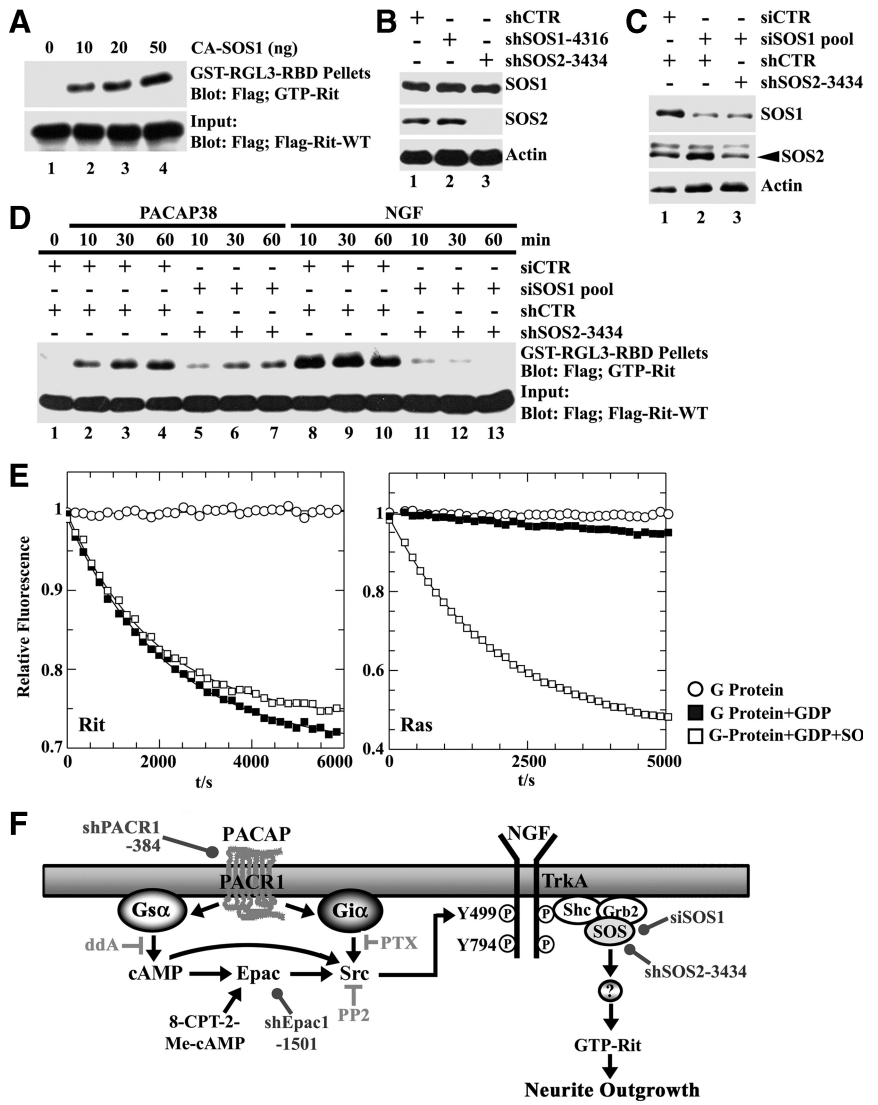 A
CA-SOS1 (ng)
0 10 20 50
GST-RGL3-RBD Pellets
Blot: Flag; GTP-Rit
Input:
Blot: Flag; Flag-Rit-WT
1 2 3 4
B
+ - - shCTR
- + - shSOS1-4316
- - + shSOS2-3434
SOS1
SOS2
Actin
1 2 3
C
+ - - siCTR
- + + siSOS1 pool
+ + - shCTR
- - + shSOS2-3434
SOS1
SOS2
Actin
1 2 3
D
PACAP38 NGF
0 10 30 60 10 30 60 10 30 60 10 30 60 min
+ + + + - - - + + + - - - siCTR
- - - - + + + - - - + + + siSOS1 pool
+ + + + - - - + + + - - - shCTR
- - - - + + + - - - + + + shSOS2-3434
GST-RGL3-RBD Pellets
Blot: Flag; GTP-Rit
Input:
Blot: Flag; Flag-Rit-WT
1 2 3 4 5 6 7 8 9 10 11 12 13
E
Relative Fluorescence
1
0.9
0.8
0.7
Rit
0 2000 4000 6000
t/s
1
0.8
0.6
0.4
Ras
0 2500 5000
t/s
G Protein
G Protein+GDP
G-Protein+GDP+SO
F
shPACR1
-384
PACAP
PACR1
NGF
TrkA
Gsα
Giα
ddA
PTX
cAMP
Epac
Src
PP2
8-CPT-2-
Me-cAMP
shEpac1
-1501
Y499 P P
Y794 P P
Shc
Grb2
SOS
siSOS1
shSOS2-3434
?
GTP-Rit
Neurite Outgrowth